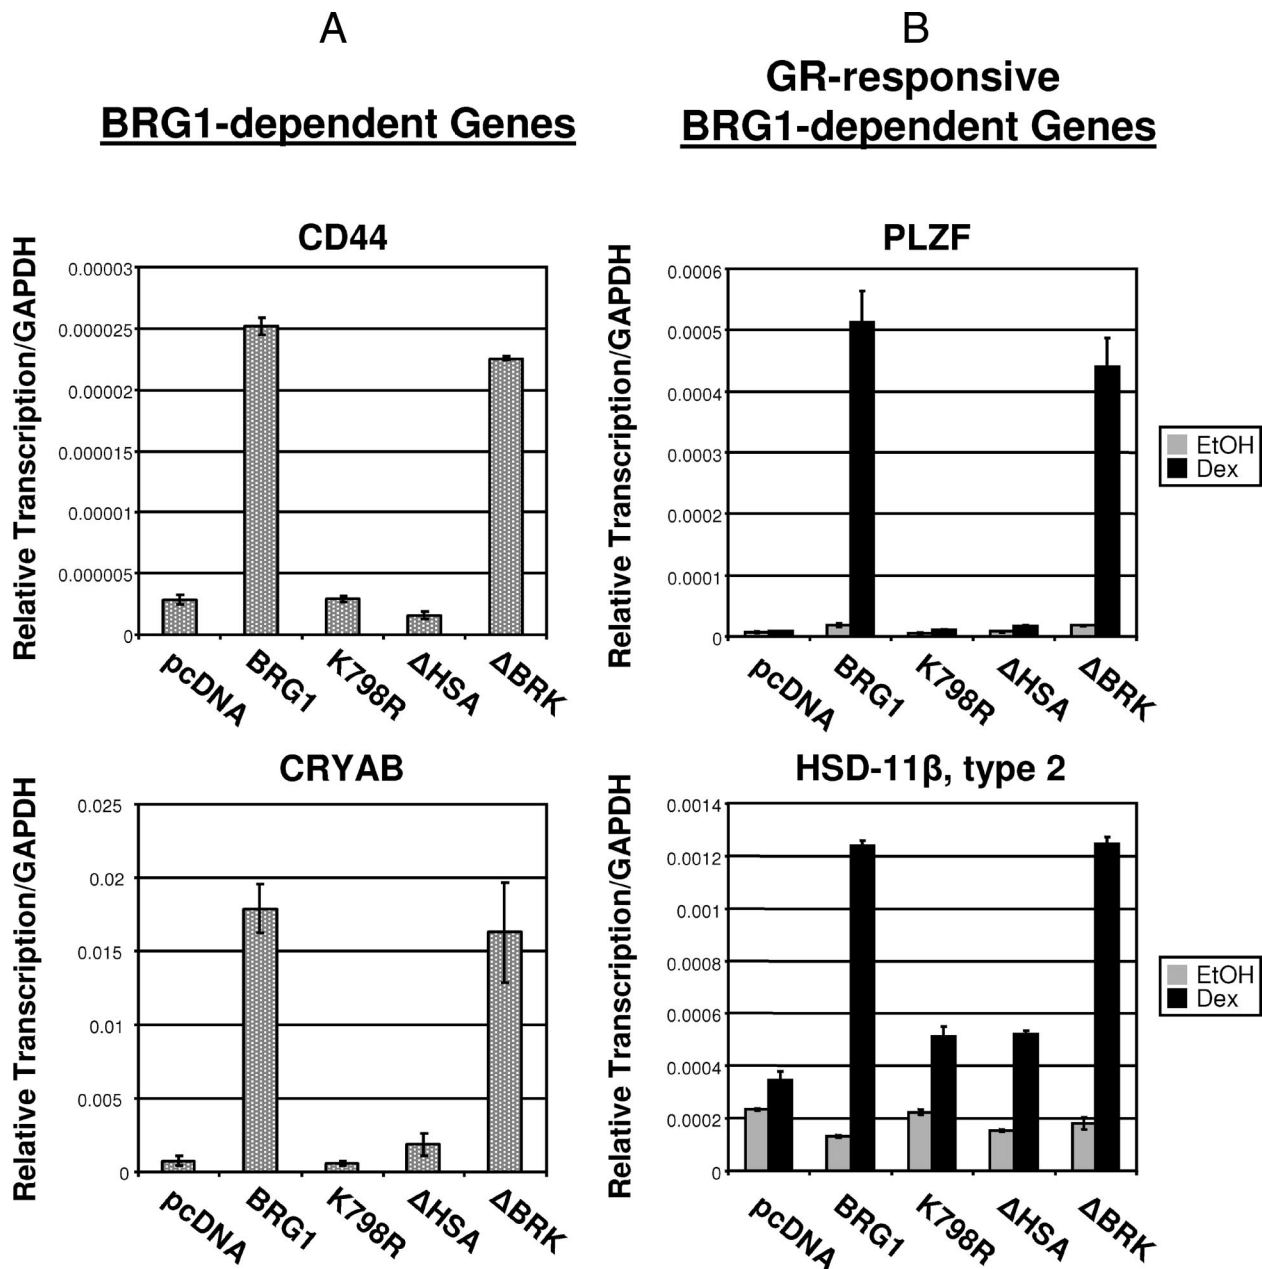 A
BRG1-dependent Genes
CD44
Relative Transcription/GAPDH
0.00003
0.000025
0.00002
0.000015
0.00001
0.000005
0
pcDNA
BRG1
K798R
ΔHSA
ΔBRK
CRYAB
Relative Transcription/GAPDH
0.025
0.02
0.015
0.01
0.005
0
pcDNA
BRG1
K798R
ΔHSA
ΔBRK
B
GR-responsive
BRG1-dependent Genes
PLZF
Relative Transcription/GAPDH
0.0006
0.0005
0.0004
0.0003
0.0002
0.0001
0
pcDNA
BRG1
K798R
ΔHSA
ΔBRK
EtOH
Dex
HSD-11β, type 2
Relative Transcription/GAPDH
0.0014
0.0012
0.001
0.0008
0.0006
0.0004
0.0002
0
pcDNA
BRG1
K798R
ΔHSA
ΔBRK
EtOH
Dex